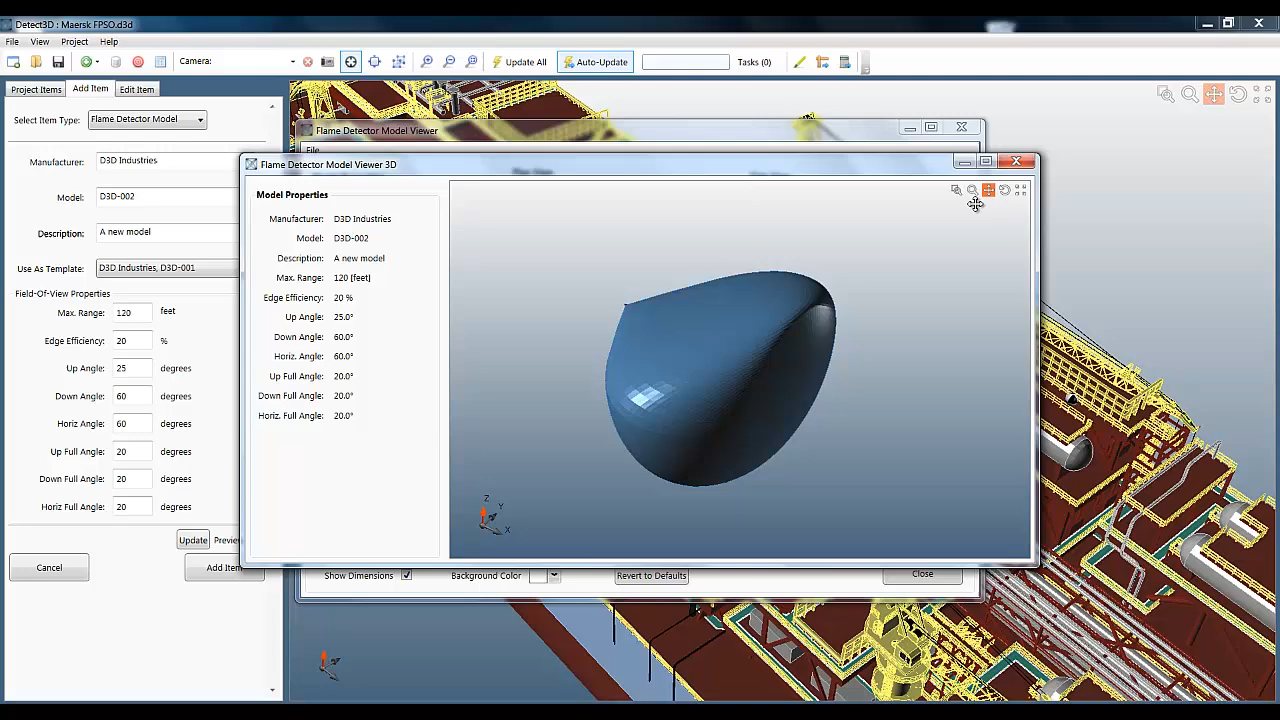 Detect3D : Maersk FPSO.d3d
File View Project Help
Camera: Update All Auto-Update Tasks (0)
Project Items Add Item Edit Item
Select Item Type: Flame Detector Model
Manufacturer: D3D Industries
Model: D3D-002
Description: A new model
Use As Template: D3D Industries, D3D-001
Field-Of-View Properties
Max. Range: 120 feet
Edge Efficiency: 20 %
Up Angle: 25 degrees
Down Angle: 60 degrees
Horiz Angle: 60 degrees
Up Full Angle: 20 degrees
Down Full Angle: 20 degrees
Horiz Full Angle: 20 degrees
Update
Cancel
Flame Detector Model Viewer
File
Flame Detector Model Viewer 3D
Model Properties
Manufacturer: D3D Industries
Model: D3D-002
Description: A new model
Max. Range: 120 [feet]
Edge Efficiency: 20 %
Up Angle: 25.0°
Down Angle: 60.0°
Horiz. Angle: 60.0°
Up Full Angle: 20.0°
Down Full Angle: 20.0°
Horiz. Full Angle: 20.0°
Z
Y
X
Show Dimensions Background Color Revert to Defaults Close